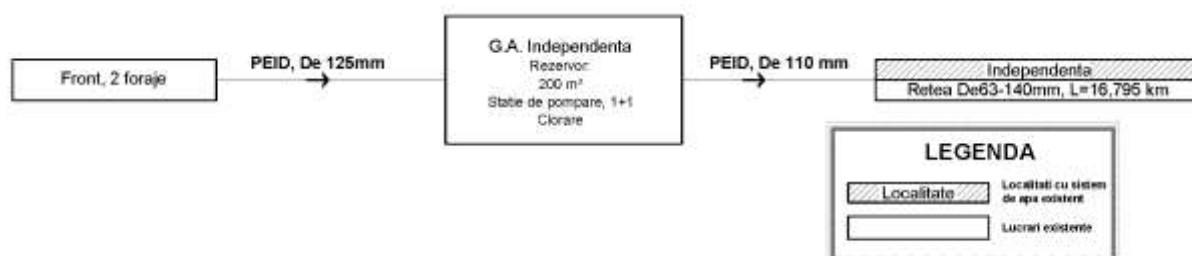 Front, 2 foraje
PEID, De 125mm
G.A. Independenta
Rezervor:
200 m³
Statie de pompare, 1+1
Clorare
PEID, De 110 mm
Independenta
Retea De63-140mm, L=16,795 km
LEGENDA
Localitate
Localitati cu sistem
de apa existent
Lucrari existente